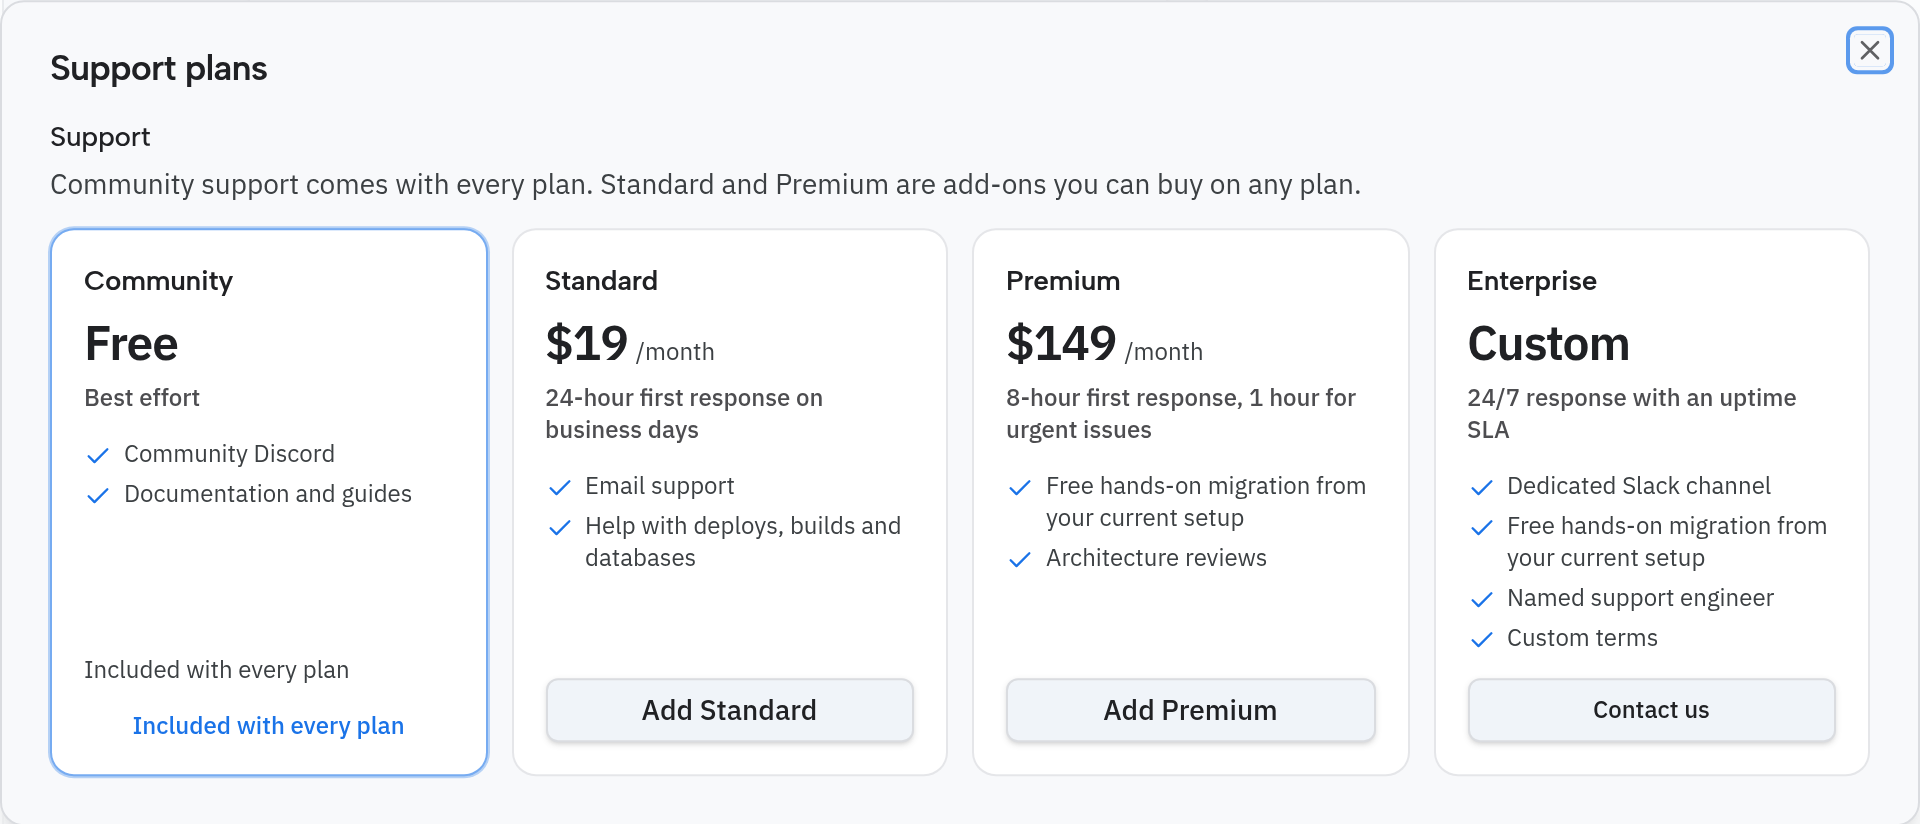 Support plans
Support
Community support comes with every plan. Standard and Premium are add-ons you can buy on any plan.
Community
Free
Best effort
Community Discord
Documentation and guides
Included with every plan
Included with every plan
Standard
$19 /month
24-hour first response on
business days
Email support
Help with deploys, builds and
databases
Add Standard
Premium
$149 /month
8-hour first response, 1 hour for
urgent issues
Free hands-on migration from
your current setup
Architecture reviews
Add Premium
Enterprise
Custom
24/7 response with an uptime
SLA
Dedicated Slack channel
Free hands-on migration from
your current setup
Named support engineer
Custom terms
Contact us